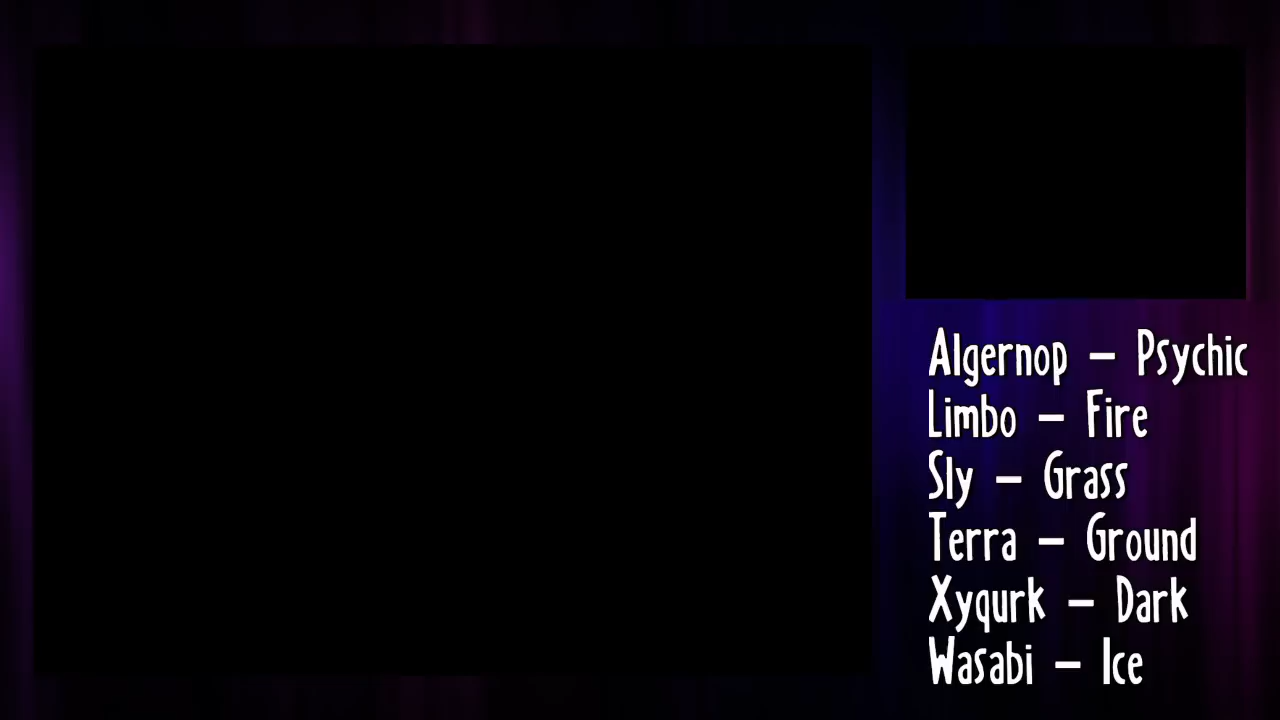 Algernop – Psychic
Limbo – Fire
Sly – Grass
Terra – Ground
Xyqurk – Dark
Wasabi – Ice